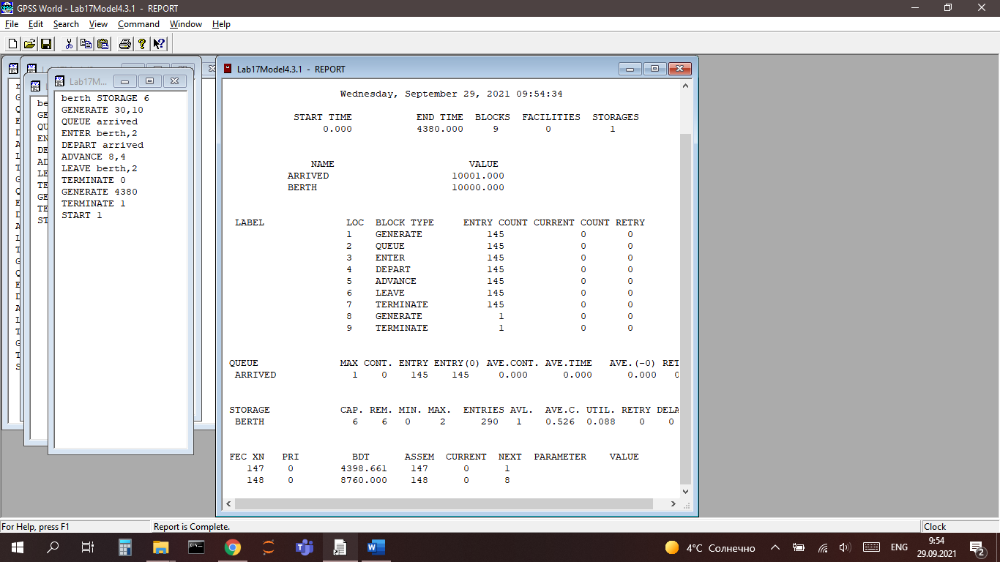 GPSS World - Lab17Model4.3.1 - REPORT
File Edit Search View Command Window Help
Lab17M...
berth STORAGE 6
GENERATE 30,10
QUEUE arrived
ENTER berth,2
DEPART arrived
ADVANCE 8,4
LEAVE berth,2
TERMINATE 0
GENERATE 4380
TERMINATE 1
START 1
Lab17Model4.3.1 - REPORT
Wednesday, September 29, 2021 09:54:34
START TIME END TIME BLOCKS FACILITIES STORAGES
0.000 4380.000 9 0 1
NAME VALUE
ARRIVED 10001.000
BERTH 10000.000
LABEL LOC BLOCK TYPE ENTRY COUNT CURRENT COUNT RETRY
1 GENERATE 145 0 0
2 QUEUE 145 0 0
3 ENTER 145 0 0
4 DEPART 145 0 0
5 ADVANCE 145 0 0
6 LEAVE 145 0 0
7 TERMINATE 145 0 0
8 GENERATE 1 0 0
9 TERMINATE 1 0 0
QUEUE MAX CONT. ENTRY ENTRY(0) AVE.CONT. AVE.TIME AVE.(-0) RET
ARRIVED 1 0 145 145 0.000 0.000 0.000 0
STORAGE CAP. REM. MIN. MAX. ENTRIES AVL. AVE.C. UTIL. RETRY DELA
BERTH 6 6 0 2 290 1 0.526 0.088 0 0
FEC XN PRI BDT ASSEM CURRENT NEXT PARAMETER VALUE
147 0 4398.661 147 0 1
148 0 8760.000 148 0 8
For Help, press F1
Report is Complete.
Clock
4°C Солнечно
ENG
9:54
29.09.2021
2